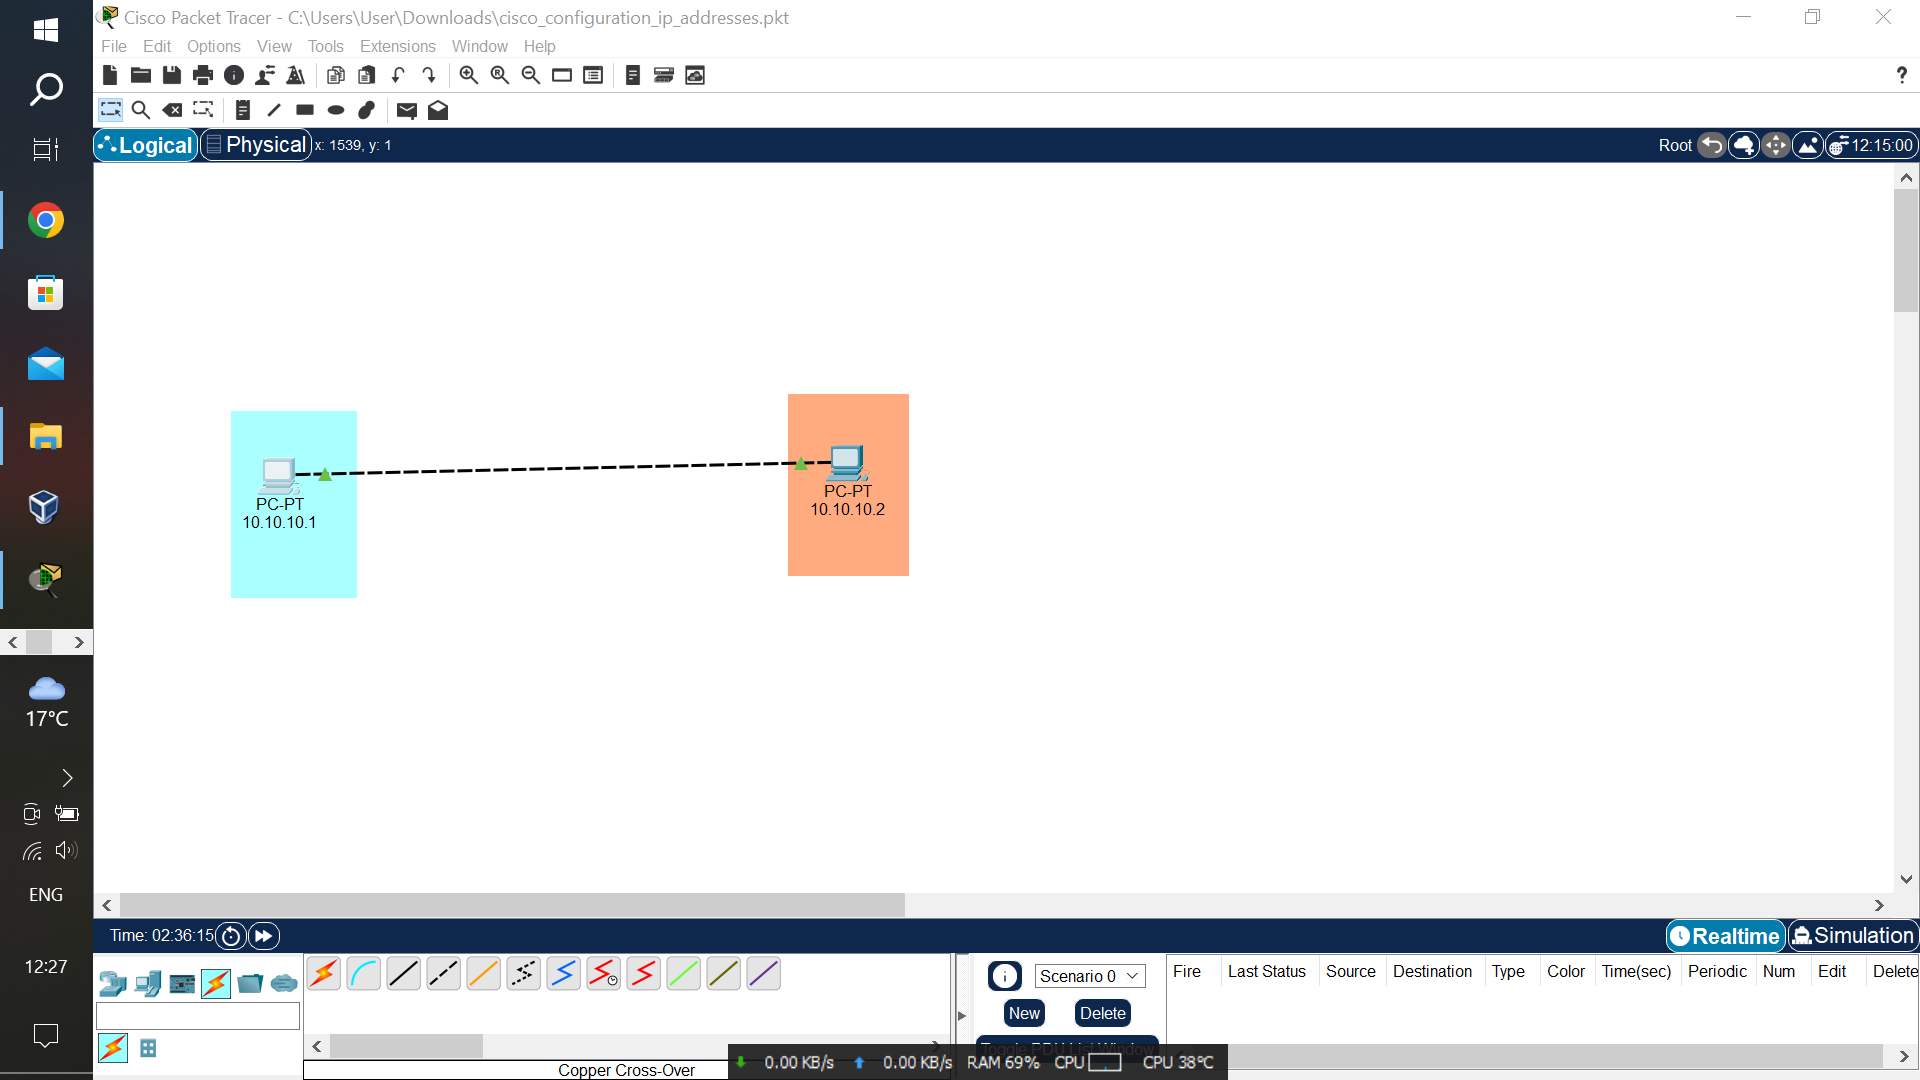 Cisco Packet Tracer - C:\Users\User\Downloads\cisco_configuration_ip_addresses.pkt
File Edit Options View Tools Extensions Window Help
?
Logical Physical x: 1539, y: 1 Root 12:15:00
PC-PT
10.10.10.1
PC-PT
10.10.10.2
17°C
ENG
12:27
Time: 02:36:15 Realtime Simulation
Scenario 0 Fire Last Status Source Destination Type Color Time(sec) Periodic Num Edit Delete
New Delete
Toggle PDU List Window
Copper Cross-Over
0.00 KB/s 0.00 KB/s RAM 69% CPU CPU 38°C